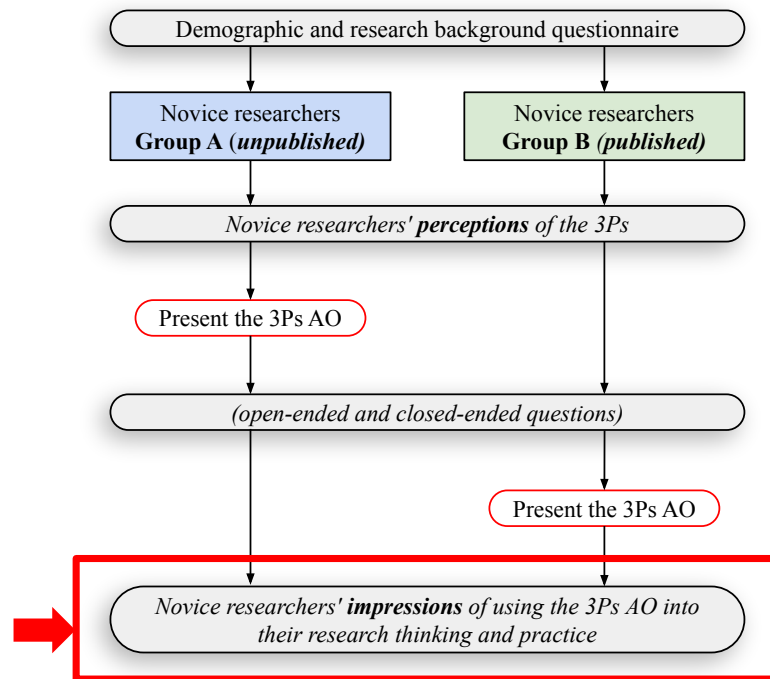 Demographic and research background questionnaire
Novice researchers
Group A (unpublished)
Novice researchers
Group B (published)
Novice researchers' perceptions of the 3Ps
Present the 3Ps AO
(open-ended and closed-ended questions)
Present the 3Ps AO
Novice researchers' impressions of using the 3Ps AO into
their research thinking and practice